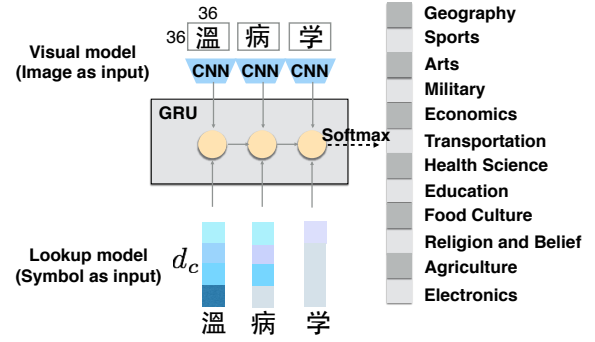 36
36 溫 病 学
Visual model
(Image as input)
CNN CNN CNN
GRU
Softmax
Lookup model
(Symbol as input)
d_c
溫 病 学
Geography
Sports
Arts
Military
Economics
Transportation
Health Science
Education
Food Culture
Religion and Belief
Agriculture
Electronics